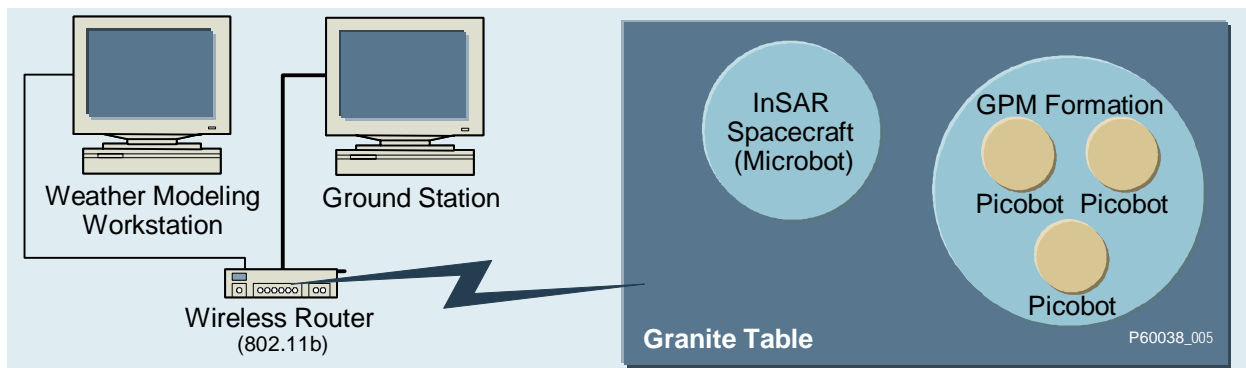 Weather Modeling
Workstation
Ground Station
Wireless Router
(802.11b)
InSAR
Spacecraft
(Microbot)
GPM Formation
Picobot Picobot
Picobot
Granite Table
P60038_005